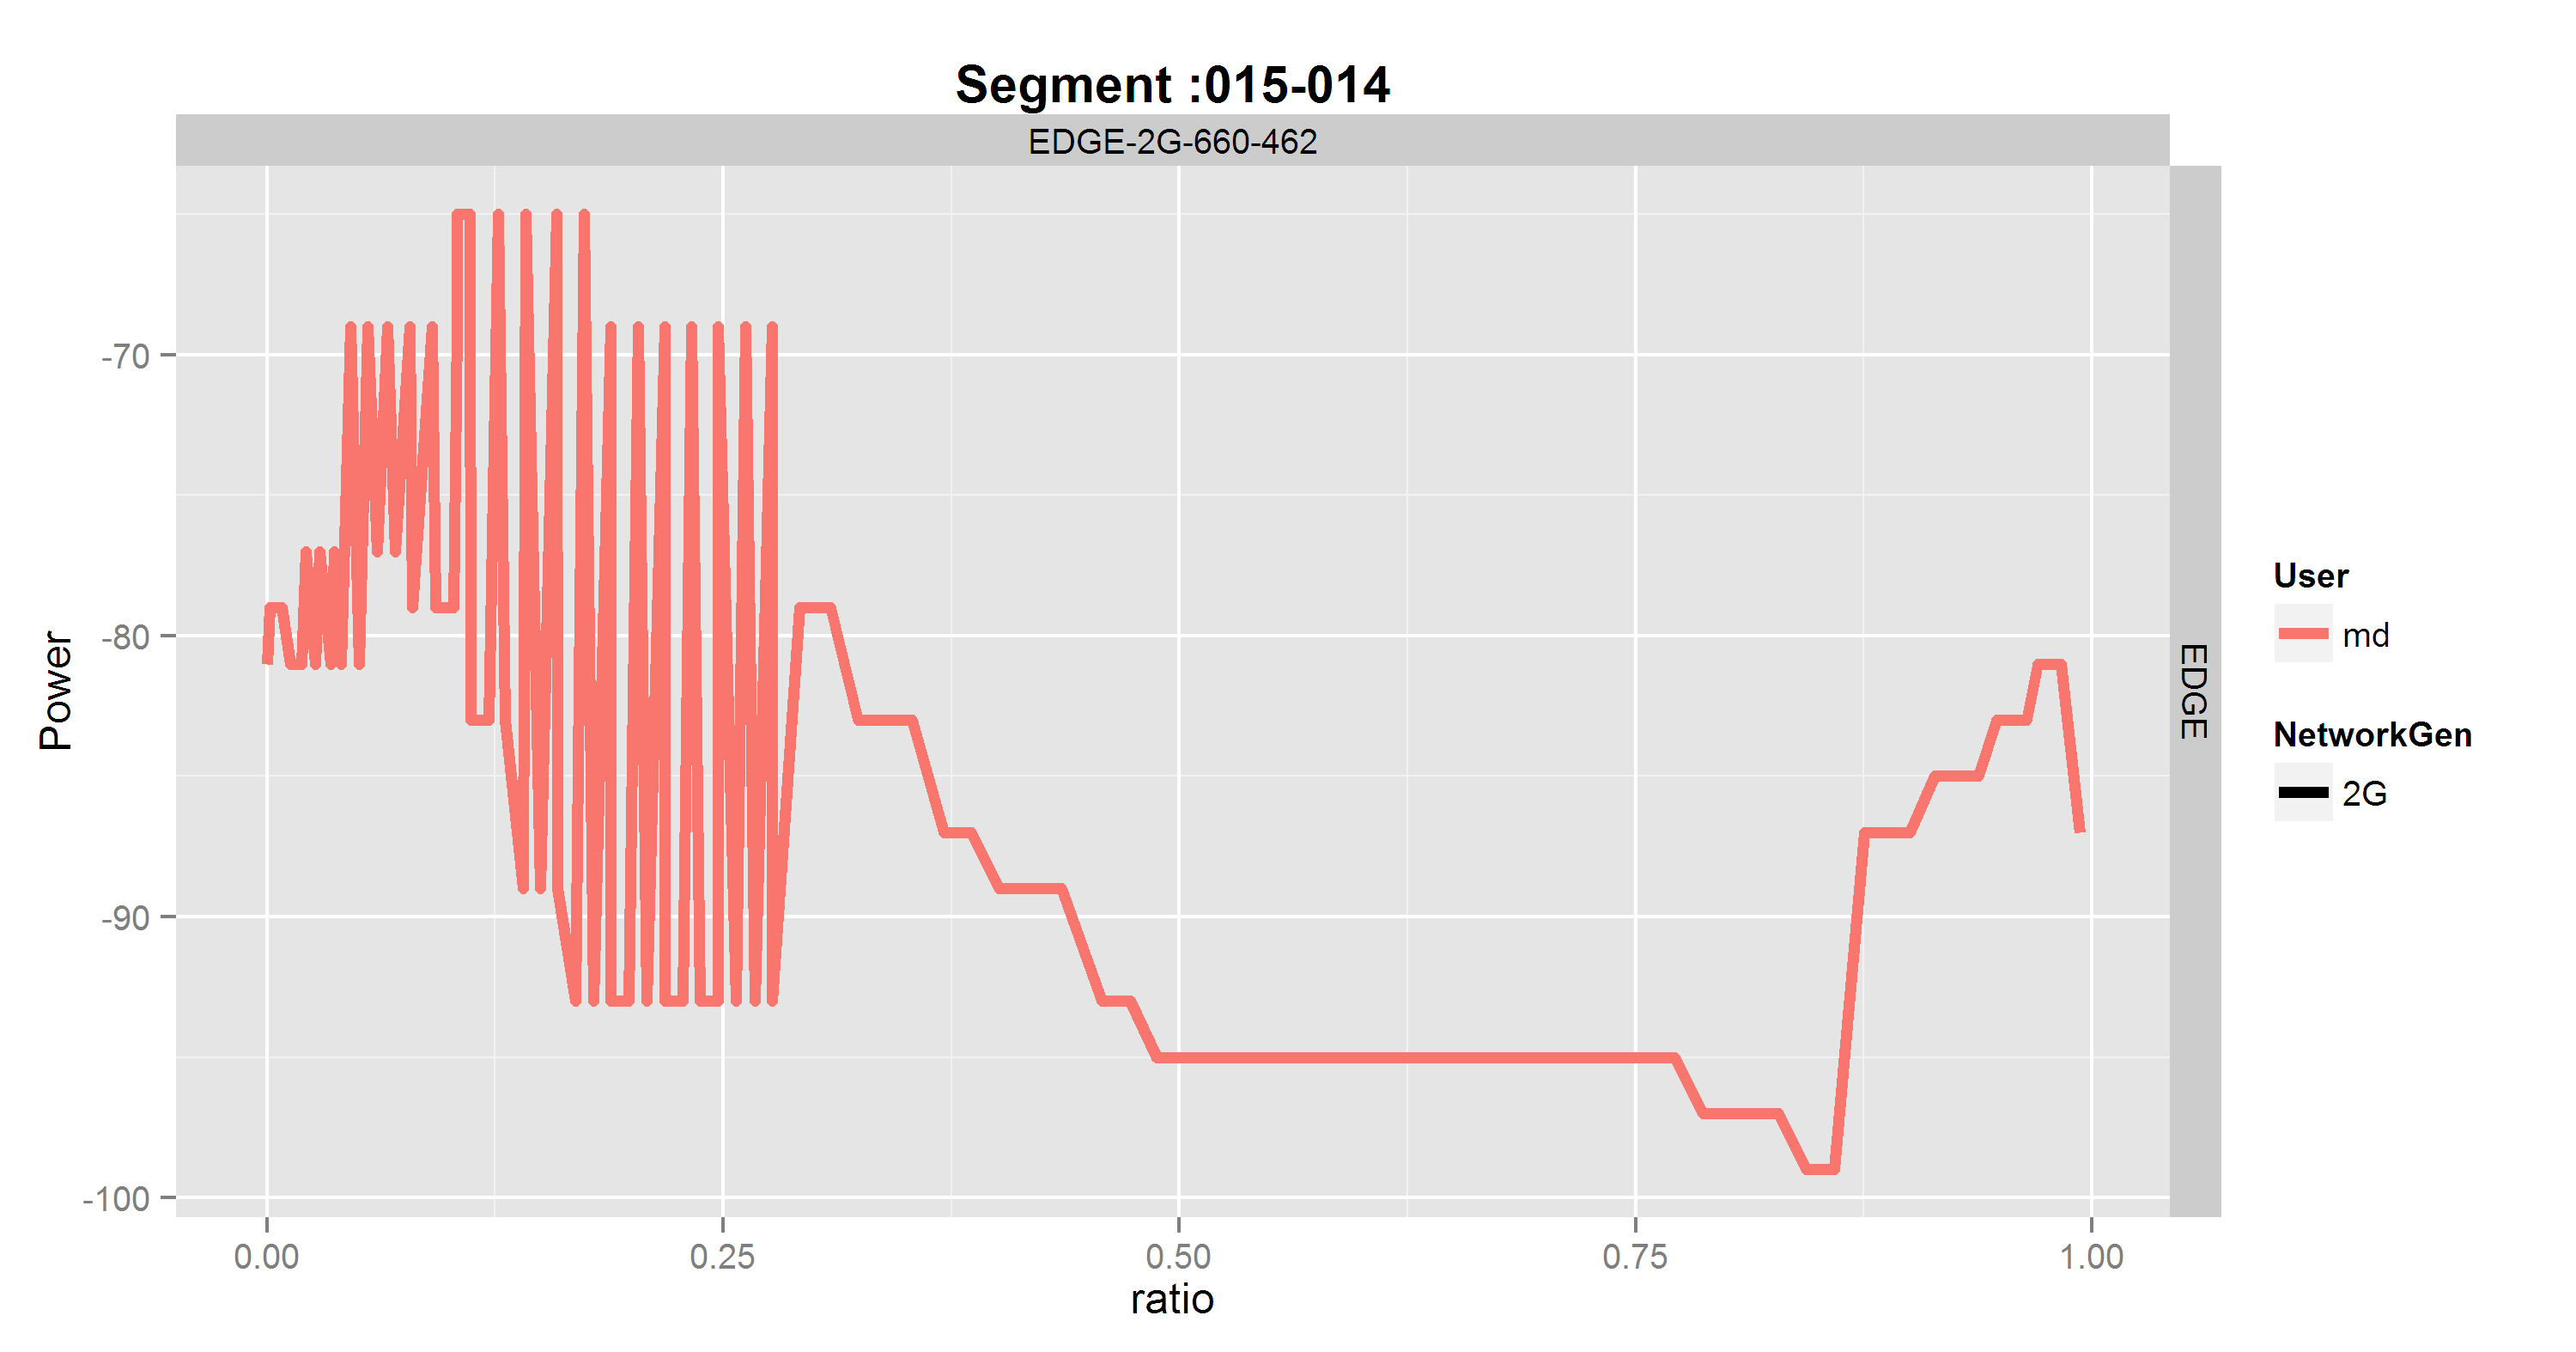 Segment :015-014
EDGE-2G-660-462
EDGE
Power
-70
-80
-90
-100
0.00
0.25
0.50
0.75
1.00
ratio
User
md
NetworkGen
2G